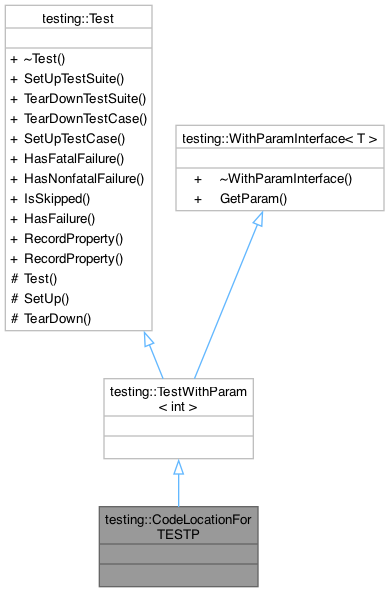 testing::Test
+ ~Test()
+ SetUpTestSuite()
+ TearDownTestSuite()
+ TearDownTestCase()
+ SetUpTestCase()
+ HasFatalFailure()
+ HasNonfatalFailure()
+ IsSkipped()
+ HasFailure()
+ RecordProperty()
+ RecordProperty()
# Test()
# SetUp()
# TearDown()
testing::WithParamInterface< T >
+ ~WithParamInterface()
+ GetParam()
testing::TestWithParam
< int >
testing::CodeLocationFor
TESTP